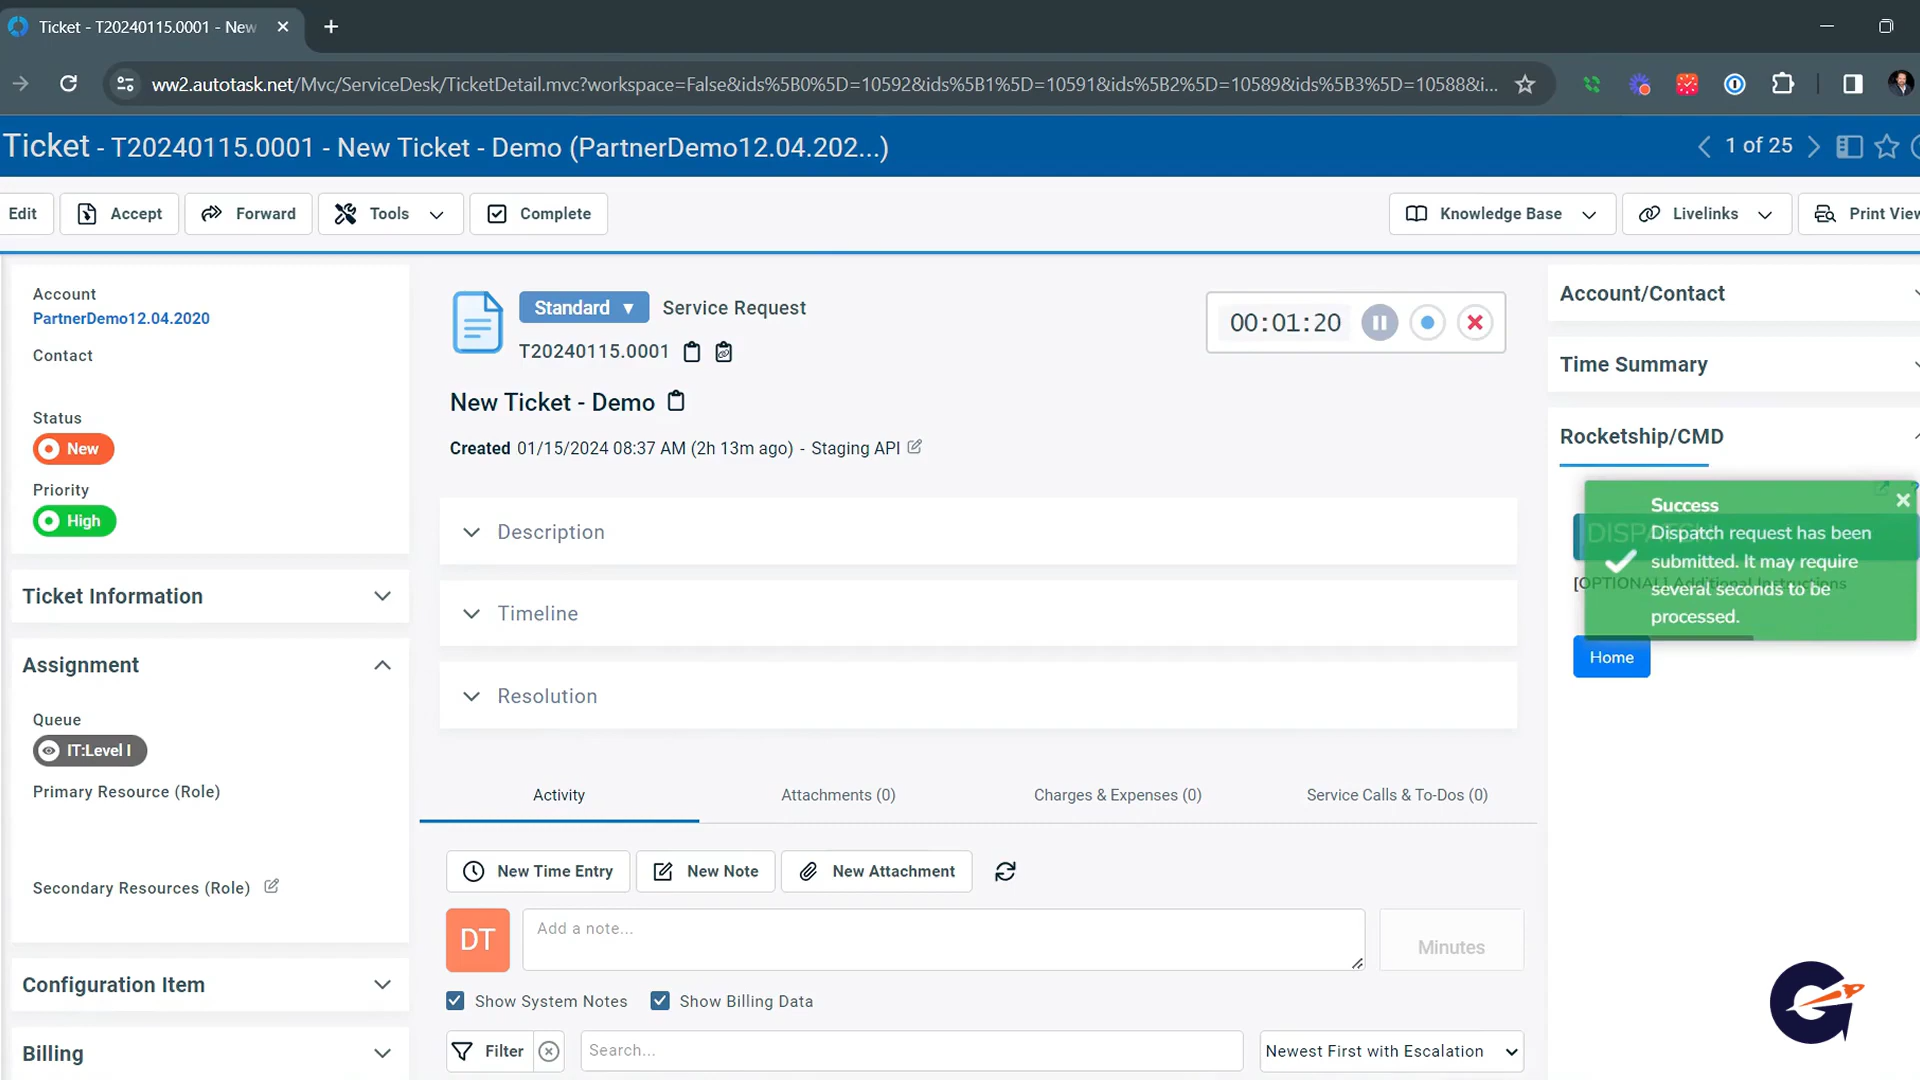 Ticket - T20240115.0001 - New
ww2.autotask.net/Mvc/ServiceDesk/TicketDetail.mvc?workspace=False&ids%5B0%5D=10592&ids%5B1%5D=10591&ids%5B2%5D=10589&ids%5B3%5D=10588&i...
Ticket - T20240115.0001 - New Ticket - Demo (PartnerDemo12.04.202...)
1 of 25
Edit
Accept
Forward
Tools
Complete
Knowledge Base
Livelinks
Print View
Account
PartnerDemo12.04.2020
Contact
Status
New
Priority
High
Ticket Information
Assignment
Queue
IT:Level I
Primary Resource (Role)
Secondary Resources (Role)
Configuration Item
Billing
Standard ▼
Service Request
T20240115.0001
00:01:20
New Ticket - Demo
Created 01/15/2024 08:37 AM (2h 13m ago) - Staging API
Description
Timeline
Resolution
Activity
Attachments (0)
Charges & Expenses (0)
Service Calls & To-Dos (0)
New Time Entry
New Note
New Attachment
DT
Add a note...
Minutes
Show System Notes
Show Billing Data
Filter
Search...
Newest First with Escalation
Account/Contact
Time Summary
Rocketship/CMD
Success
Dispatch request has been
submitted. It may require
several seconds to be
processed.
[OPTIONAL] Additional Instructions
Home